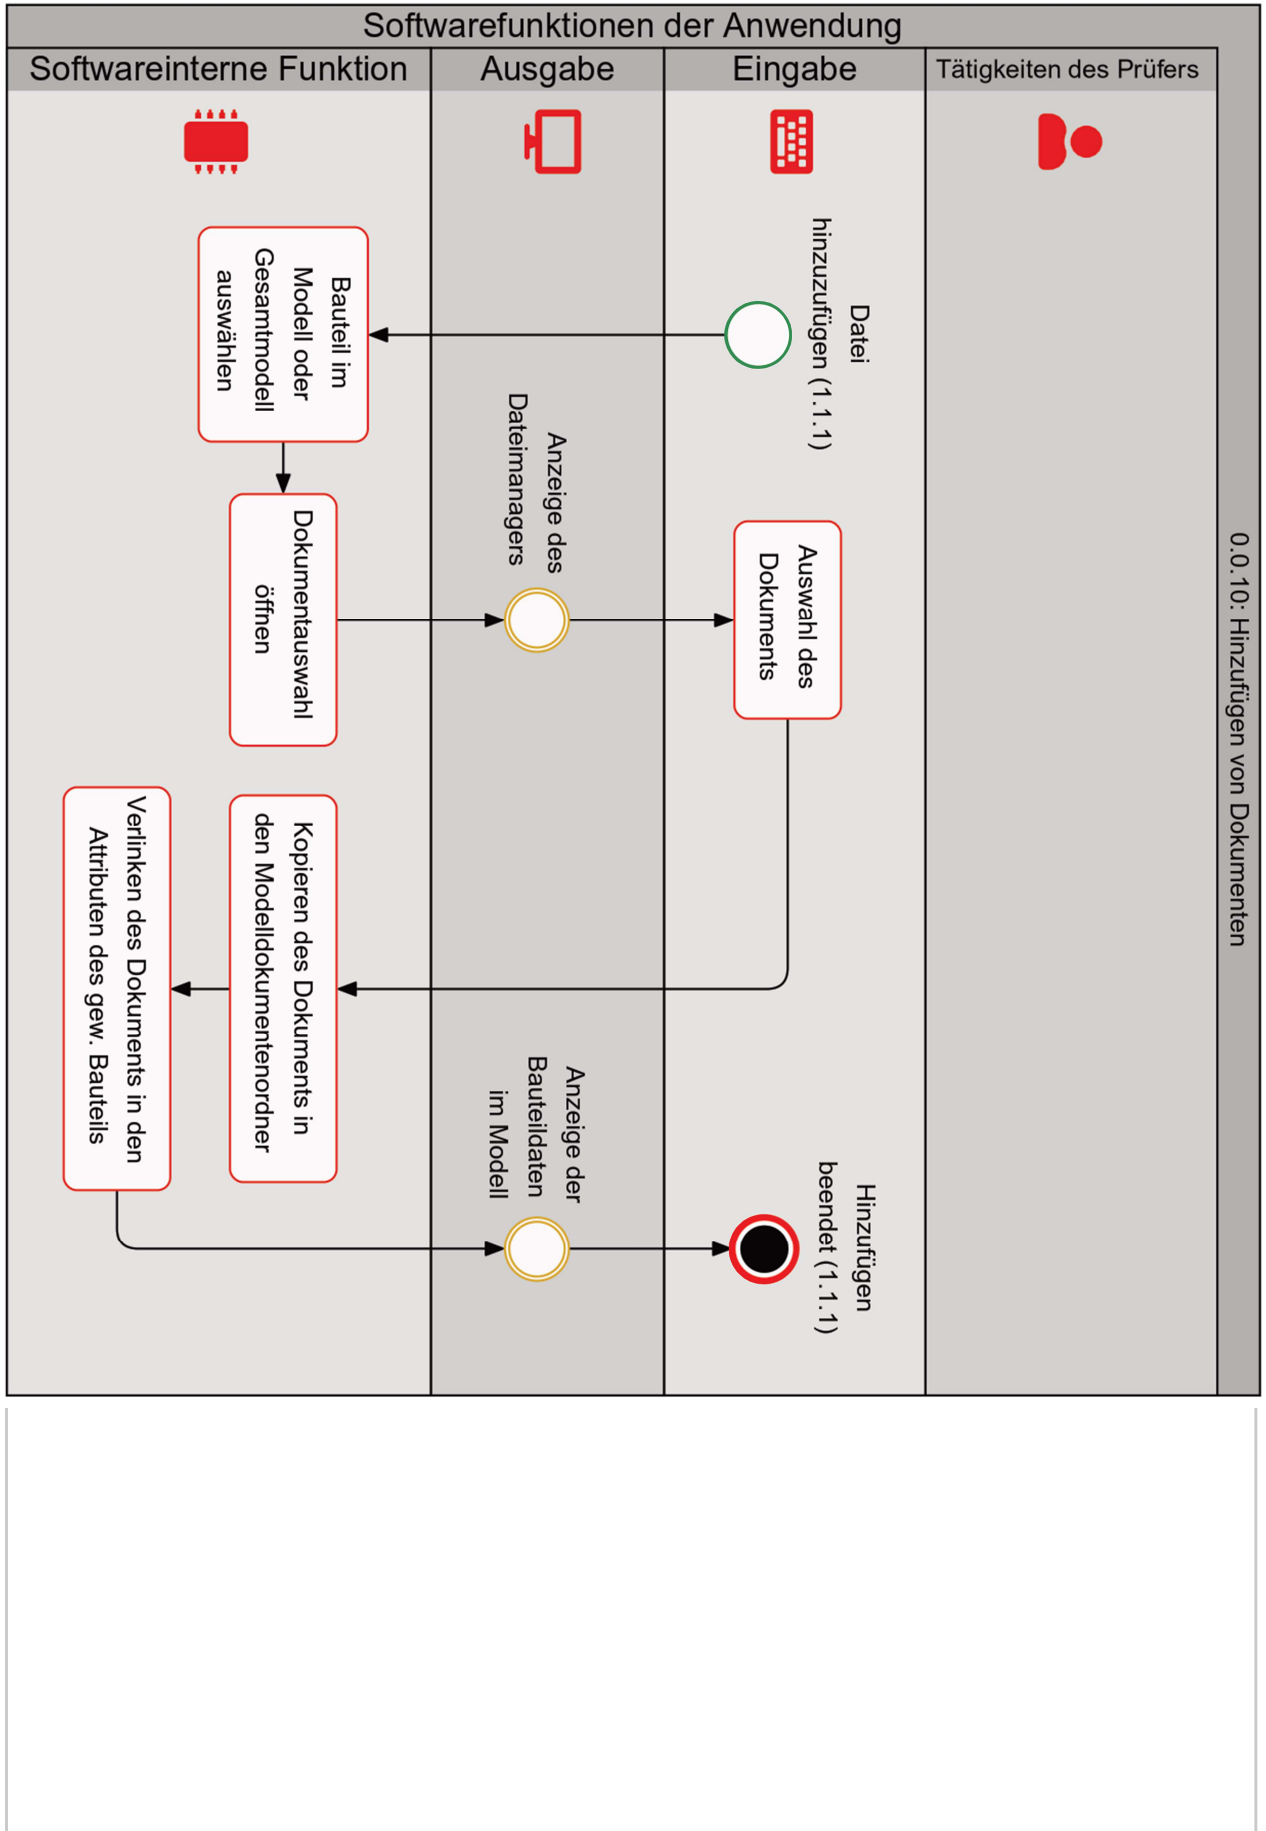 Softwarefunktionen der Anwendung
Softwareinterne Funktion
Ausgabe
Eingabe
Tätigkeiten des Prüfers
0.0.10: Hinzufügen von Dokumenten
Datei
hinzuzufügen (1.1.1)
Bauteil im
Modell oder
Gesamtmodell
auswählen
Dokumentauswahl
öffnen
Anzeige des
Dateimanagers
Auswahl des
Dokuments
Kopieren des Dokuments in
den Modelldokumentenordner
Verlinken des Dokuments in den
Attributen des gew. Bauteils
Anzeige der
Bauteildaten
im Modell
Hinzufügen
beendet (1.1.1)